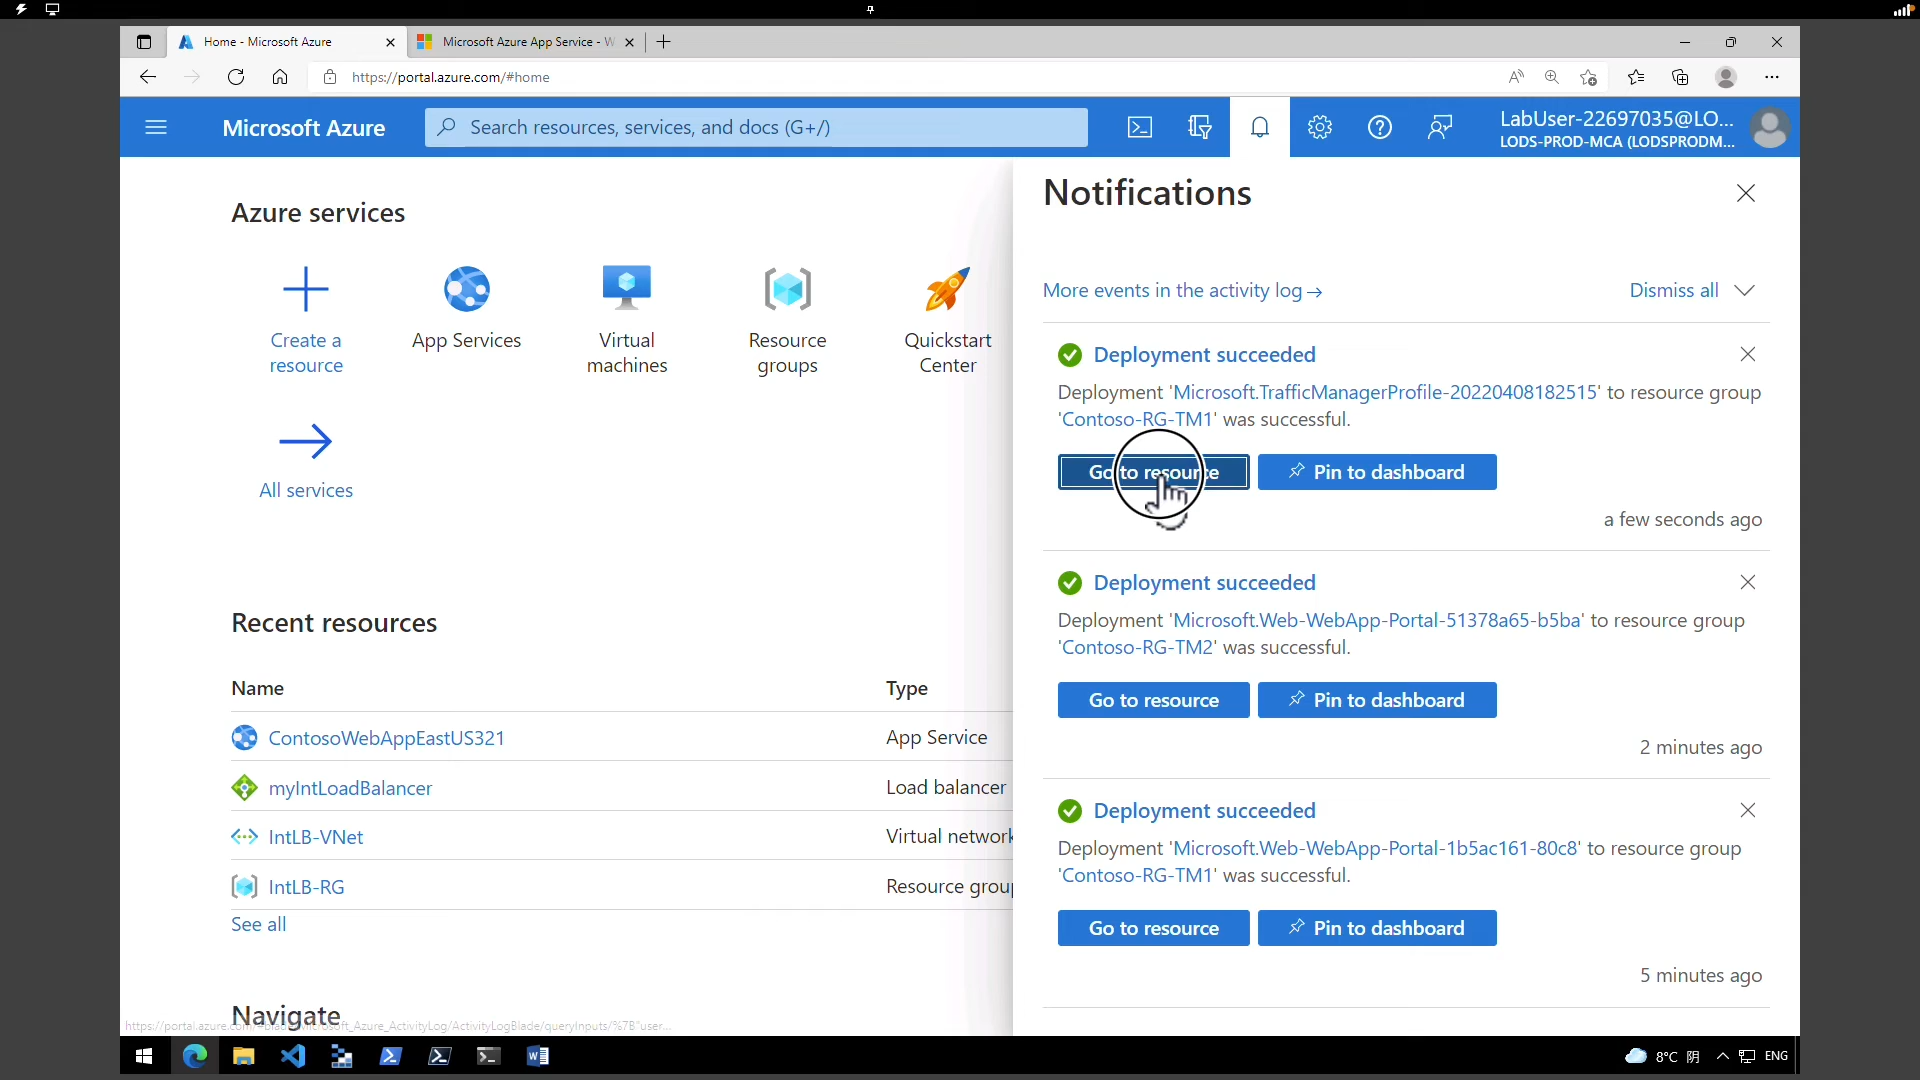 Home - Microsoft Azure
Microsoft Azure App Service - W
https://portal.azure.com/#home
Microsoft Azure
Search resources, services, and docs (G+/)
LabUser-22697035@LO...
LODS-PROD-MCA (LODSPRODM...
Azure services
Create a
resource
App Services
Virtual
machines
Resource
groups
Quickstart
Center
All services
Recent resources
Name
Type
ContosoWebAppEastUS321
App Service
myIntLoadBalancer
Load balancer
IntLB-VNet
Virtual network
IntLB-RG
Resource group
See all
Navigate
Notifications
More events in the activity log→
Dismiss all
Deployment succeeded
Deployment 'Microsoft.TrafficManagerProfile-20220408182515' to resource group
'Contoso-RG-TM1' was successful.
Go to resource
Pin to dashboard
a few seconds ago
Deployment succeeded
Deployment 'Microsoft.Web-WebApp-Portal-51378a65-b5ba' to resource group
'Contoso-RG-TM2' was successful.
Go to resource
Pin to dashboard
2 minutes ago
Deployment succeeded
Deployment 'Microsoft.Web-WebApp-Portal-1b5ac161-80c8' to resource group
'Contoso-RG-TM1' was successful.
Go to resource
Pin to dashboard
5 minutes ago
8°C 阴
ENG